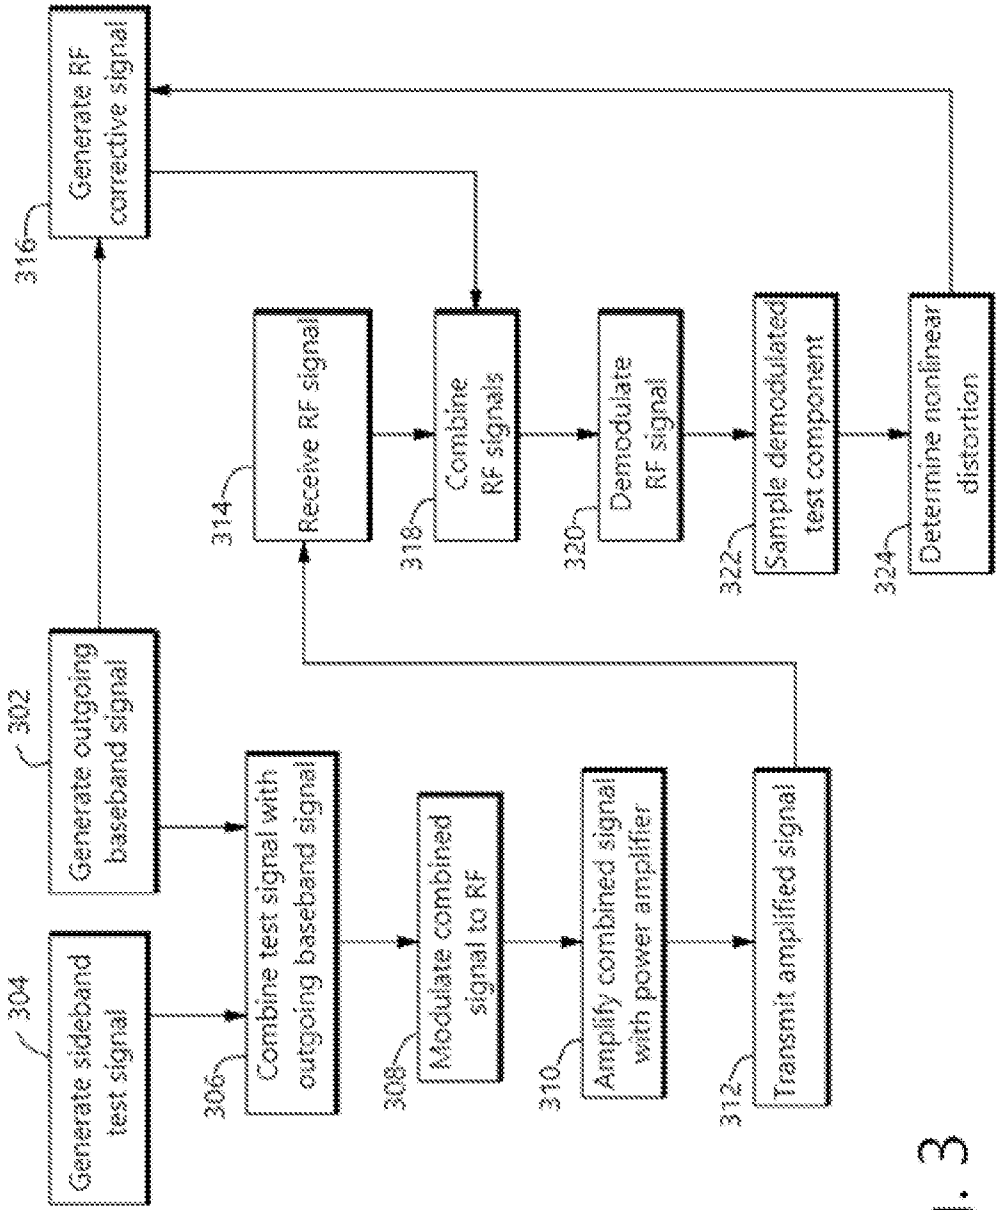 304
Generate sideband
test signal
302
Generate outgoing
baseband signal
316
Generate RF
corrective signal
306
Combine test signal with
outgoing baseband signal
308
Modulate combined
signal to RF
310
Amplify combined signal
with power amplifier
312
Transmit amplified signal
314
Receive RF signal
318
Combine
RF signals
320
Demodulate
RF signal
322
Sample demodulated
test component
324
Determine nonlinear
distortion
3